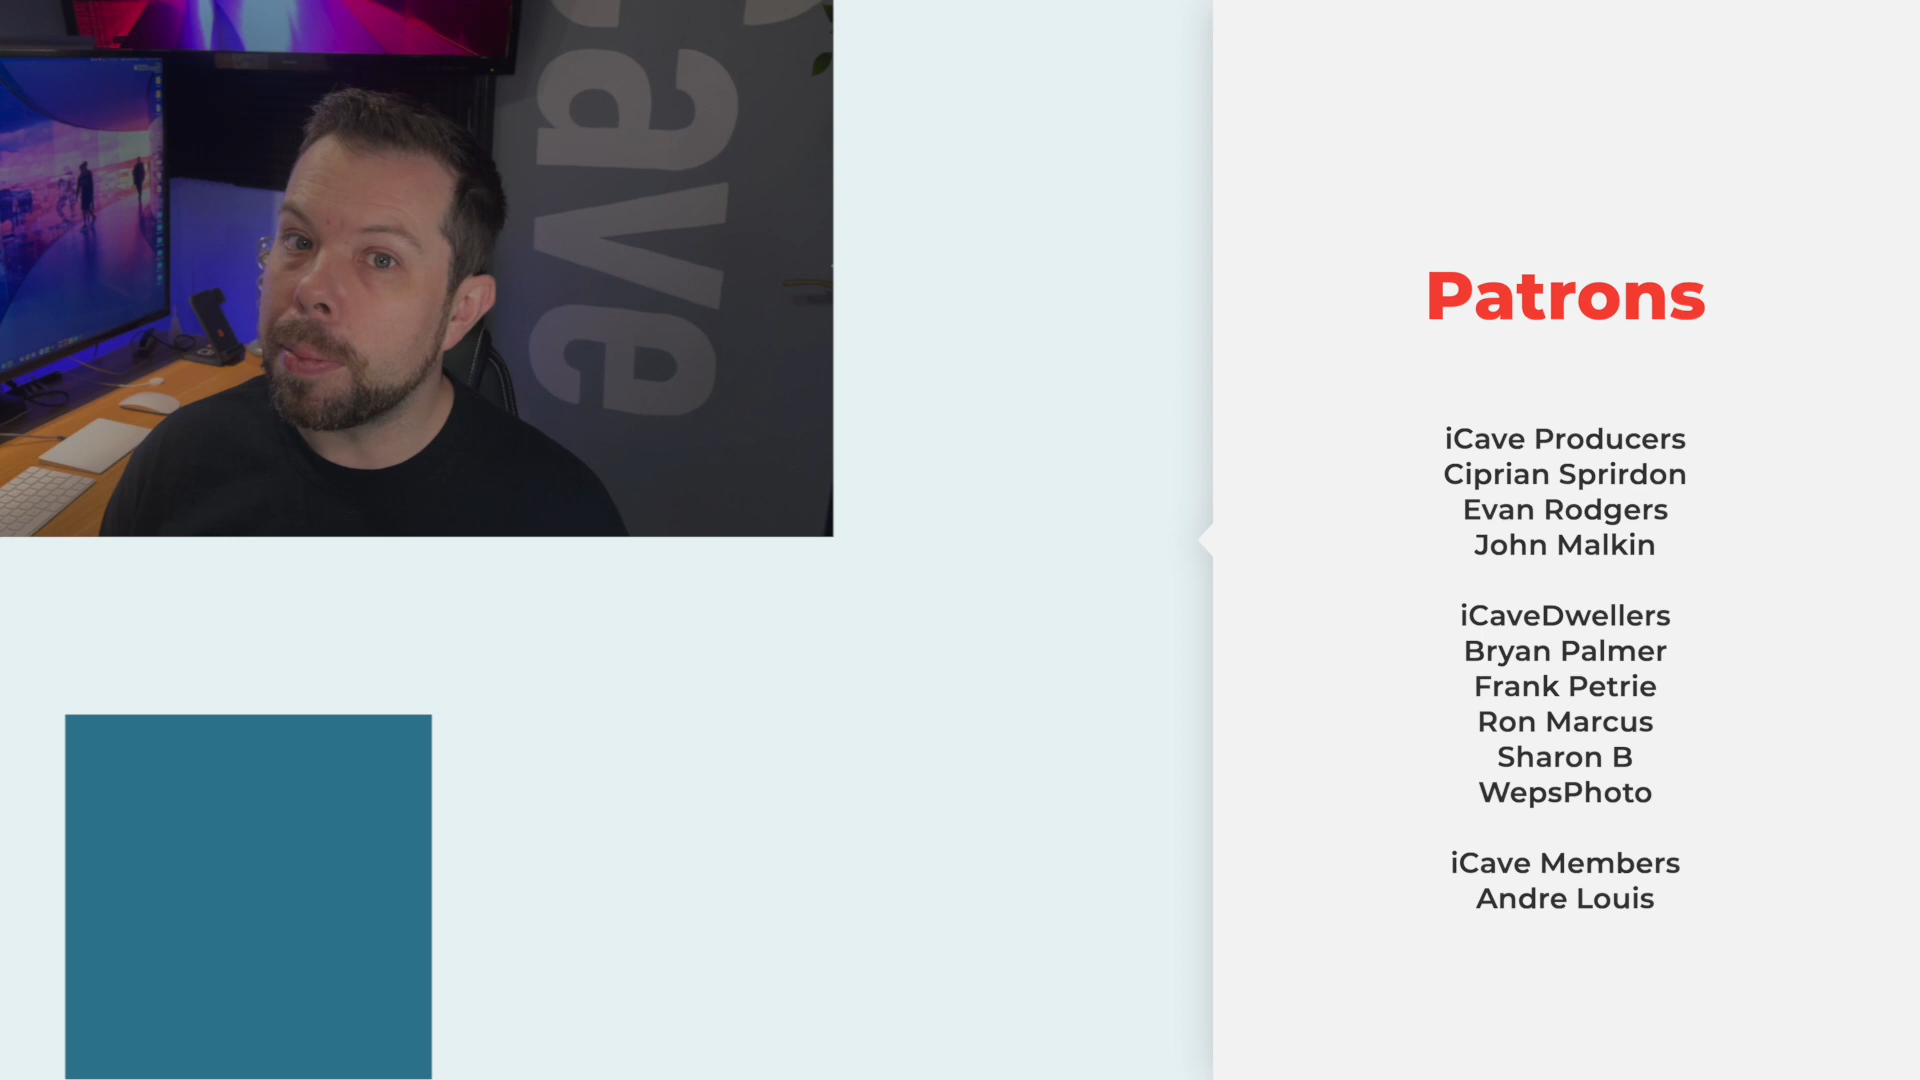 Cave
Patrons
iCave Producers
Ciprian Sprirdon
Evan Rodgers
John Malkin
iCaveDwellers
Bryan Palmer
Frank Petrie
Ron Marcus
Sharon B
WepsPhoto
iCave Members
Andre Louis